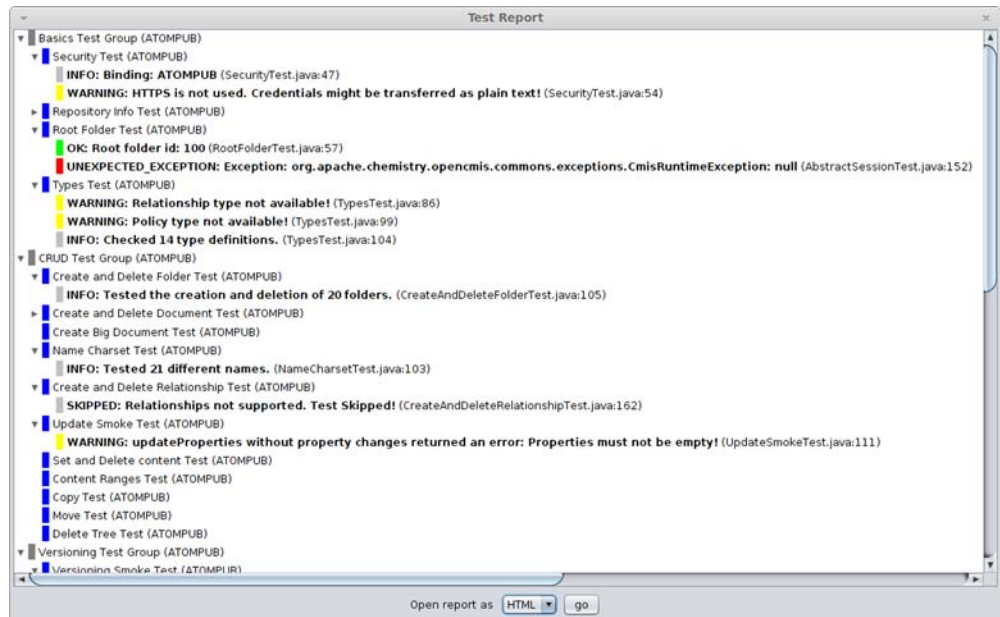 Test Report
Basics Test Group (ATOMPUB)
Security Test (ATOMPUB)
INFO: Binding: ATOMPUB (SecurityTest.java:47)
WARNING: HTTPS is not used. Credentials might be transferred as plain text! (SecurityTest.java:54)
Repository Info Test (ATOMPUB)
Root Folder Test (ATOMPUB)
OK: Root folder id: 100 (RootFolderTest.java:57)
UNEXPECTED_EXCEPTION: Exception: org.apache.chemistry.opencmis.commons.exceptions.CmisRuntimeException: null (AbstractSessionTest.java:152)
Types Test (ATOMPUB)
WARNING: Relationship type not available! (TypesTest.java:86)
WARNING: Policy type not available! (TypesTest.java:99)
INFO: Checked 14 type definitions. (TypesTest.java:104)
CRUD Test Group (ATOMPUB)
Create and Delete Folder Test (ATOMPUB)
INFO: Tested the creation and deletion of 20 folders. (CreateAndDeleteFolderTest.java:105)
Create and Delete Document Test (ATOMPUB)
Create Big Document Test (ATOMPUB)
Name Charset Test (ATOMPUB)
INFO: Tested 21 different names. (NameCharsetTest.java:103)
Create and Delete Relationship Test (ATOMPUB)
SKIPPED: Relationships not supported. Test Skipped! (CreateAndDeleteRelationshipTest.java:162)
Update Smoke Test (ATOMPUB)
WARNING: updateProperties without property changes returned an error: Properties must not be empty! (UpdateSmokeTest.java:111)
Set and Delete content Test (ATOMPUB)
Content Ranges Test (ATOMPUB)
Copy Test (ATOMPUB)
Move Test (ATOMPUB)
Delete Tree Test (ATOMPUB)
Versioning Test Group (ATOMPUB)
Versioning Smoke Test (ATOMPUB)
Open report as HTML go